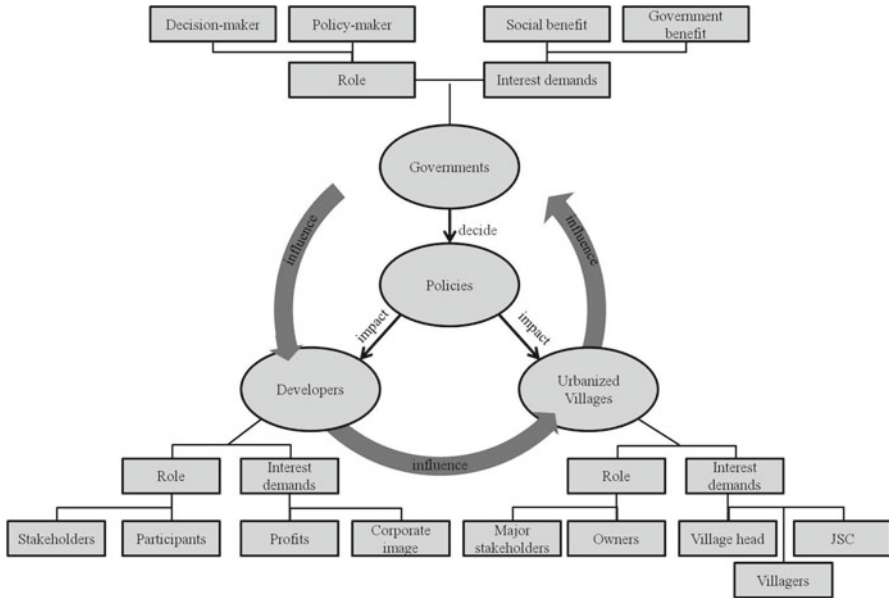 Decision-maker
Policy-maker
Social benefit
Government
benefit
Role
Interest demands
Governments
influence
decide
influence
Policies
impact
impact
Developers
Urbanized
Villages
influence
Role
Interest
demands
Role
Interest
demands
Stakeholders
Participants
Profits
Corporate
image
Major
stakeholders
Owners
Village head
JSC
Villagers